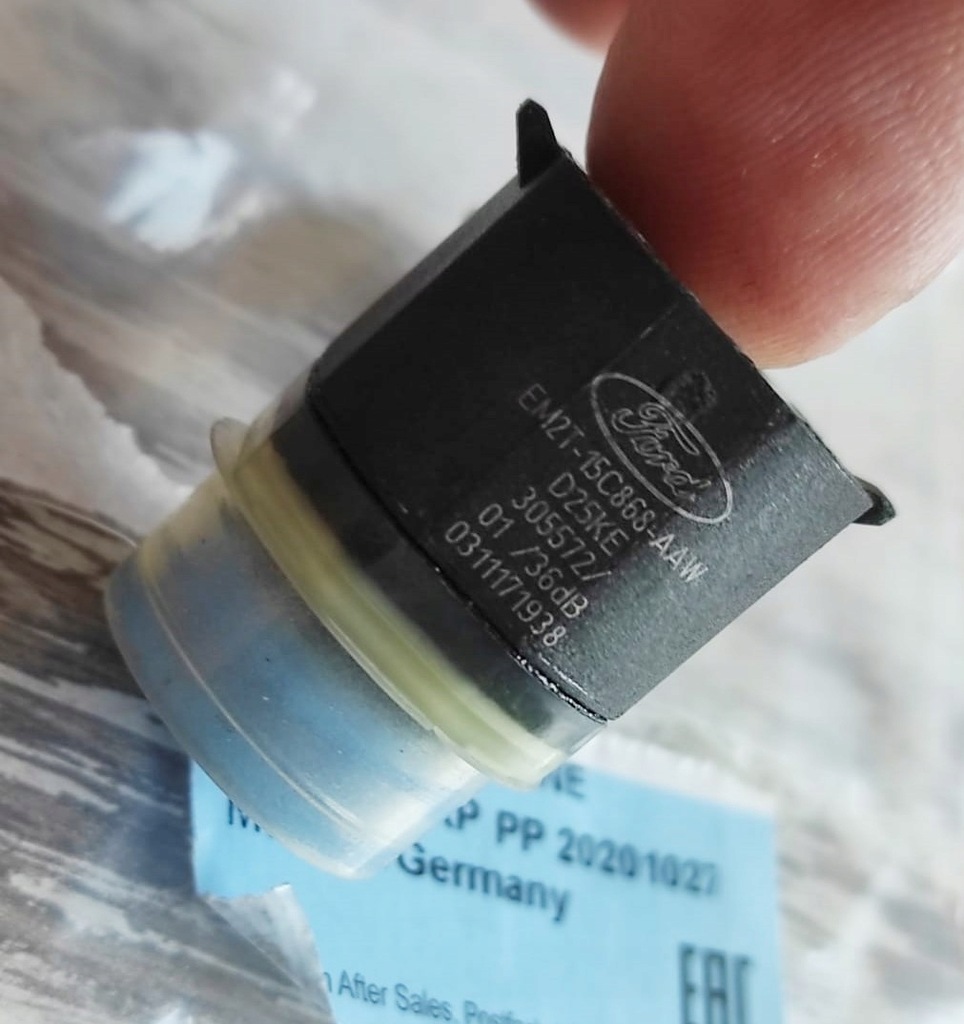 Ford
EM2T-15C868-AAW
D25KE
305572/
01 /36dB
0311171938
PP 20201027
Germany
After Sales,
EAC